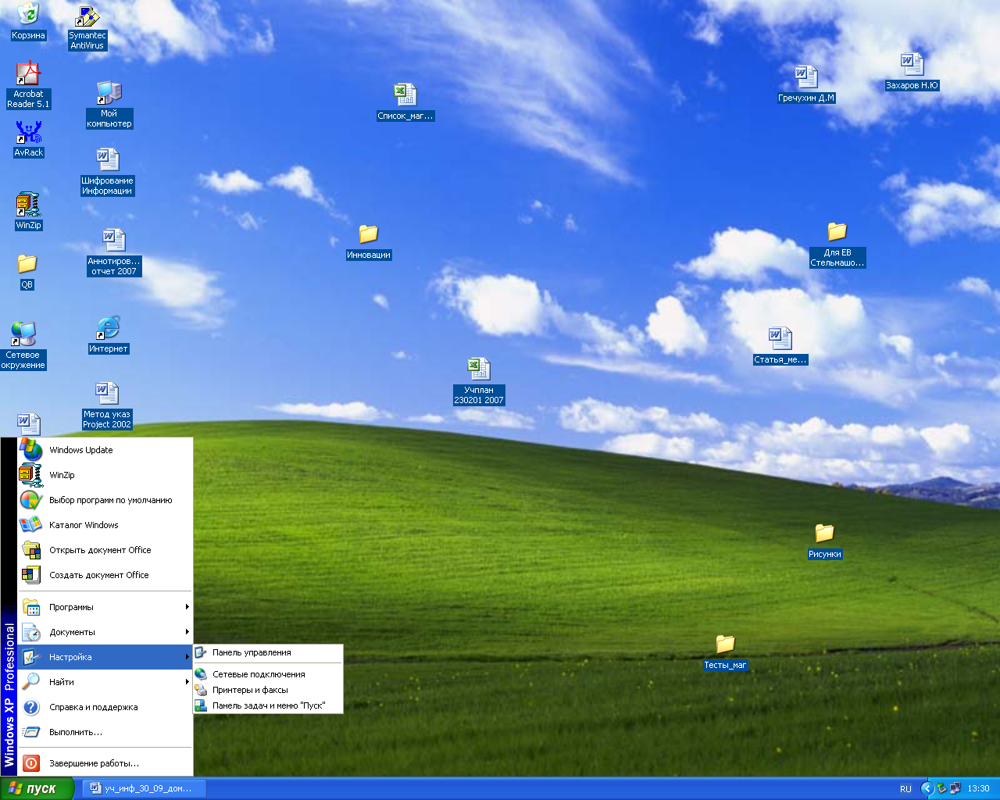 Корзина
Symantec
AntiVirus
Acrobat
Reader 5.1
Мой
компьютер
AvRack
Шифрование
Информации
WinZip
Аннотиров...
отчет 2007
QB
Сетевое
окружение
Интернет
Метод указ
Project 2002
Список_маг...
Инновации
Учплан
230201 2007
Гречухин Д.М
Захаров Н.Ю
Для ЕВ
Стельмашо...
Статья_ме...
Рисунки
Тесты_маг
Windows Update
WinZip
Выбор программ по умолчанию
Каталог Windows
Открыть документ Office
Создать документ Office
Программы
Документы
Настройка
Найти
Справка и поддержка
Выполнить...
Завершение работы...
Windows XP Professional
Панель управления
Сетевые подключения
Принтеры и факсы
Панель задач и меню "Пуск"
пуск
уч_инф_30_09_дом...
RU
13:30